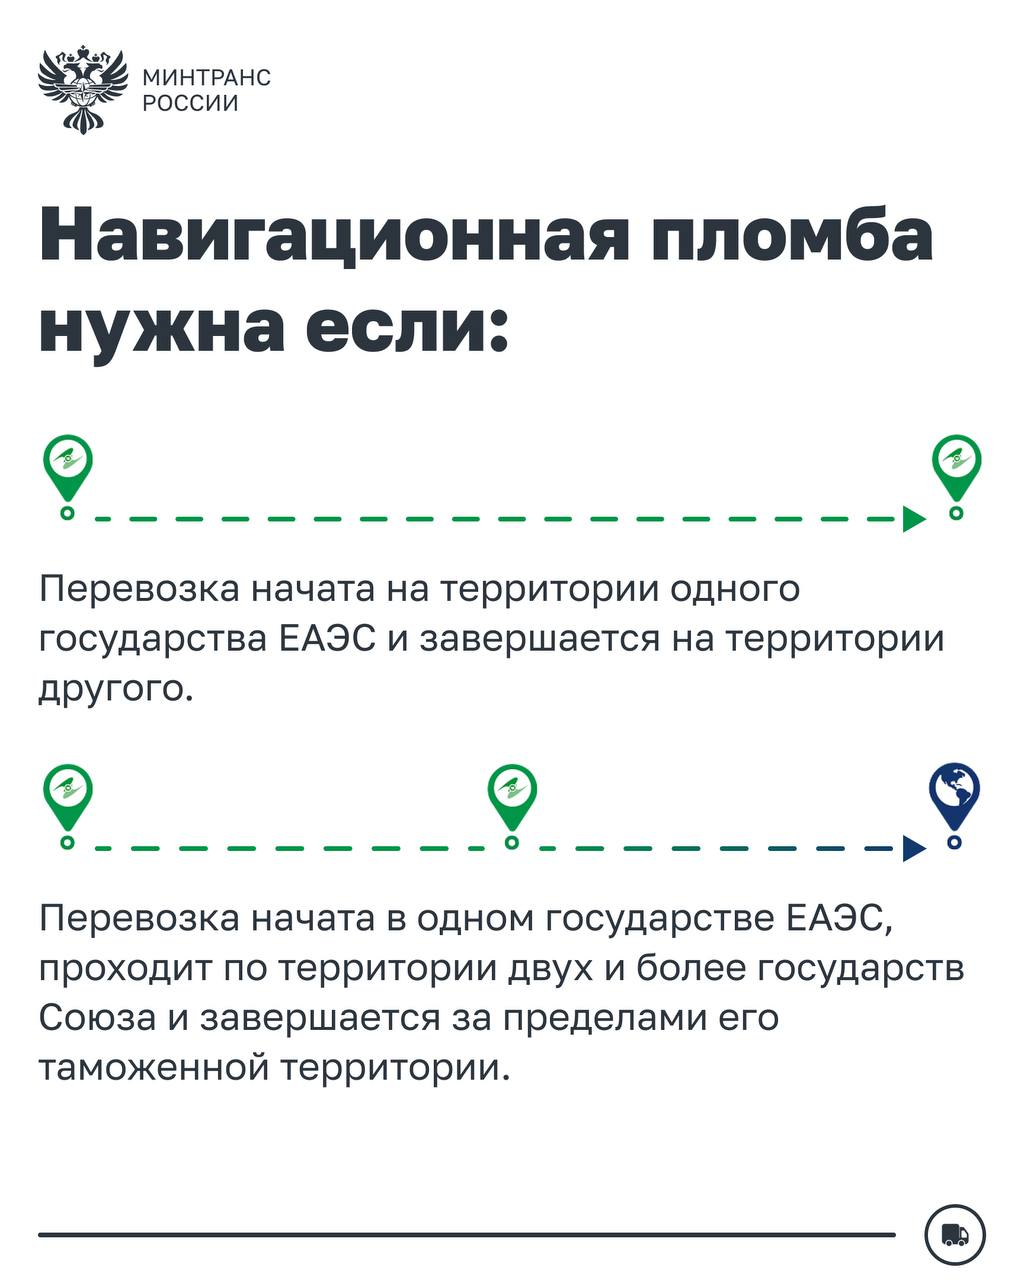 МИНТРАНС
РОССИИ
Навигационная пломба
нужна если:
Перевозка начата на территории одного
государства ЕАЭС и завершается на территории
другого.
Перевозка начата в одном государстве ЕАЭС,
проходит по территории двух и более государств
Союза и завершается за пределами его
таможенной территории.